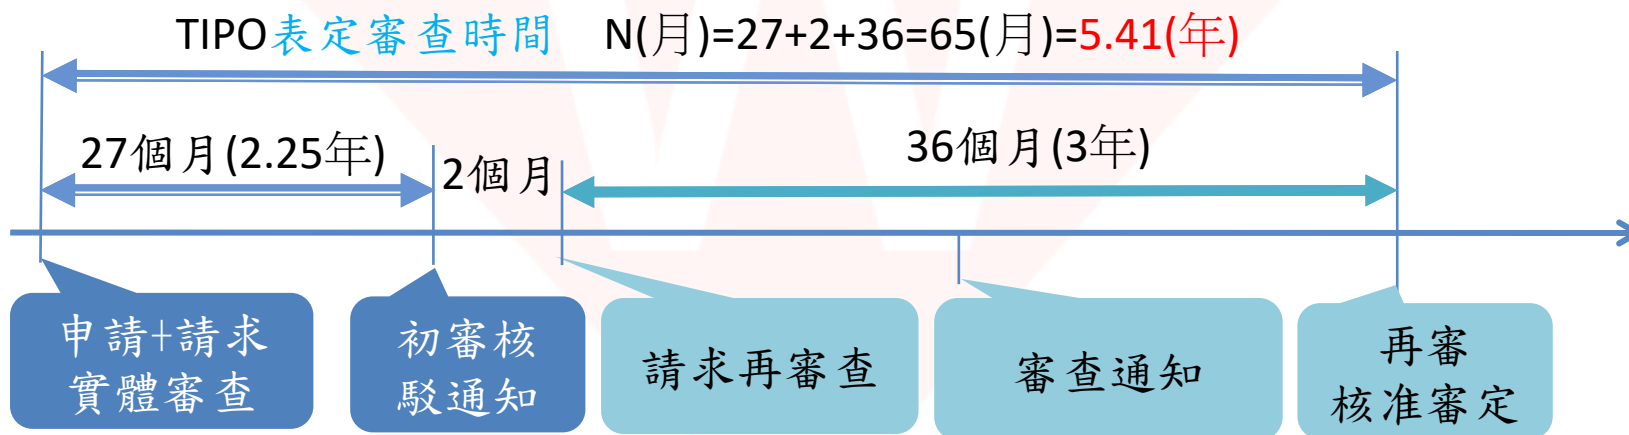 TIPO表定審查時間 N(月)=27+2+36=65(月)=5.41(年)
27個月(2.25年)
2個月
36個月(3年)
申請+請求
實體審查
初審核
駁通知
請求再審查
審查通知
再審
核准審定